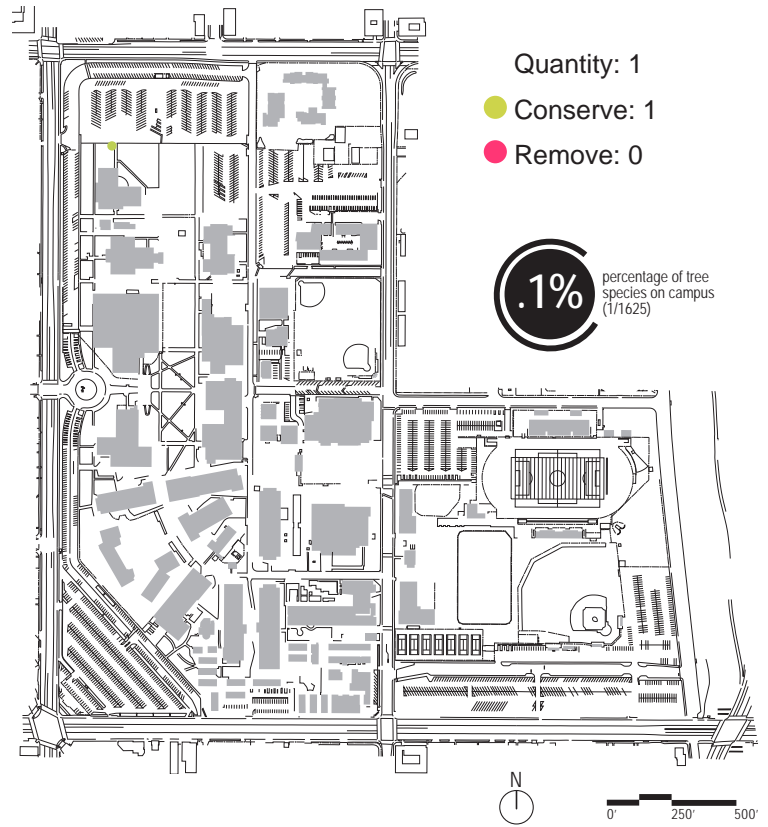 Quantity: 1
Conserve: 1
Remove: 0
.1%
percentage of tree
species on campus
(1/1625)
N
0' 250' 500'